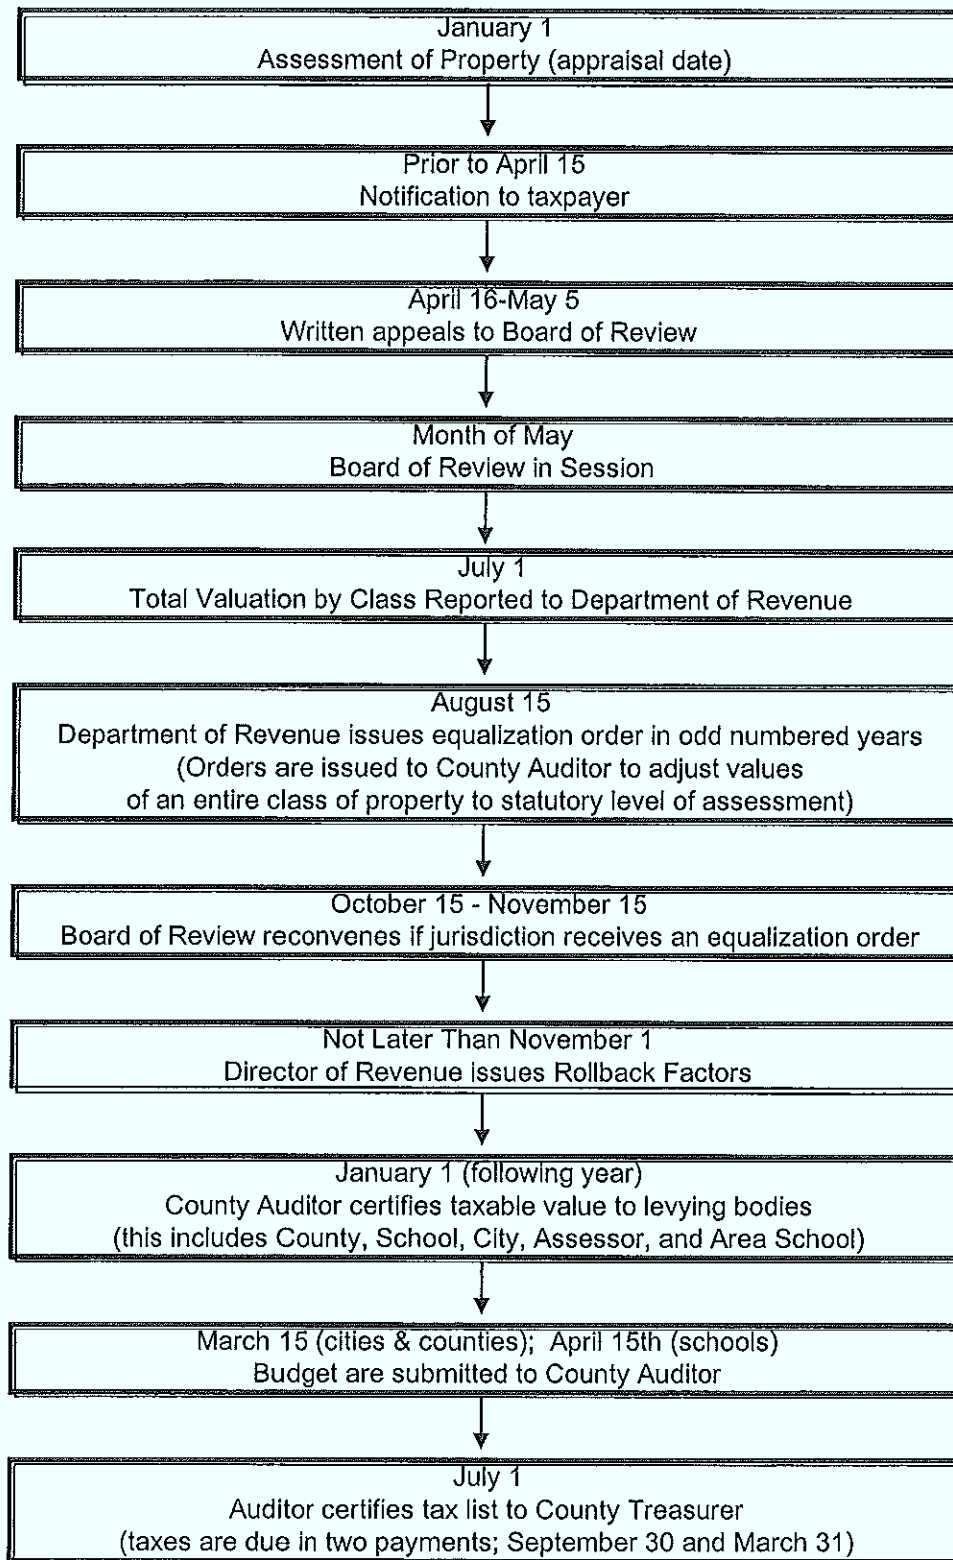 January 1
Assessment of Property (appraisal date)
Prior to April 15
Notification to taxpayer
April 16-May 5
Written appeals to Board of Review
Month of May
Board of Review in Session
July 1
Total Valuation by Class Reported to Department of Revenue
August 15
Department of Revenue issues equalization order in odd numbered years
(Orders are issued to County Auditor to adjust values
of an entire class of property to statutory level of assessment)
October 15 - November 15
Board of Review reconvenes if jurisdiction receives an equalization order
Not Later Than November 1
Director of Revenue issues Rollback Factors
January 1 (following year)
County Auditor certifies taxable value to levying bodies
(this includes County, School, City, Assessor, and Area School)
March 15 (cities & counties); April 15th (schools)
Budget are submitted to County Auditor
July 1
Auditor certifies tax list to County Treasurer
(taxes are due in two payments; September 30 and March 31)